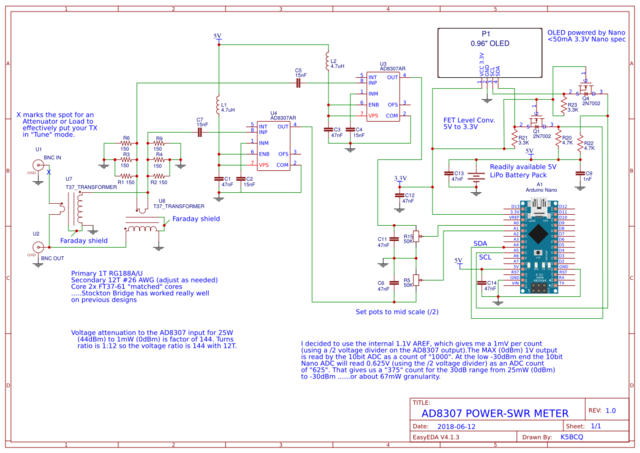 1
2
3
4
5
A
B
C
D
5V
C5
15nF
L2
4.7uH
U3
AD8307AR
INT
INP
INM
ENB
VPS
OUT
OFS
COM
C3
47nF
C4
15nF
L1
4.7uH
C7
15nF
U4
AD8307AR
INT
INP
INM
ENB
VPS
OUT
OFS
COM
C1
47nF
C2
15nF
P1
0.96" OLED
VCC 3.3V
GND
SCL
SDA
OLED powered by Nano
<50mA 3.3V Nano spec
Q4
2N7002
R23
3.3K
FET Level Conv.
5V to 3.3V
Q1
2N7002
R21
3.3K
R20
4.7K
R22
4.7K
5V
X marks the spot for an
Attenuator or Load to
effectively put your TX
in "Tune" mode.
U1
BNC IN
X
U7
T37_TRANSFORMER
150
150
R1 150
150
150
R2 150
U8
T37_TRANSFORMER
Faraday shield
U2
BNC OUT
Faraday shield
Readily available 5V
LiPo Battery Pack
C13
47nF
C9
1nF
3.3V
C12
47nF
A1
Arduino Nano
C11
47nF
50K
C6
47nF
R5
50K
SDA
SCL
5V
C14
47nF
Set pots to mid scale (/2)
Primary 1T RG188A/U
Secondary 12T #26 AWG (adjust as needed)
Core 2x FT37-61 "matched" cores
.....Stockton Bridge has worked really well
on previous designs
Voltage attenuation to the AD8307 input for 25W
(44dBm) to 1mW (0dBm) is factor of 144. Turns
ratio is 1:12 so the voltage ratio is 144 with 12T.
I decided to use the internal 1.1V AREF, which gives me a 1mV per count
(using a /2 voltage divider on the AD8307 output).The MAX (0dBm) 1V output
is read by the 10bit ADC as a count of "1000". At the low -30dBm end the 10bit
Nano ADC will read 0.625V (using the /2 voltage divider) as an ADC count
of "625". That gives us a "375" count for the 30dB range from 25mW (0dBm)
to -30dBm ......or about 67mW granularity.
TITLE:
AD8307 POWER-SWR METER
REV: 1.0
Date: 2018-06-12
Sheet: 1/1
EasyEDA V4.1.3
Drawn By: K5BCQ
1
2
3
4
5